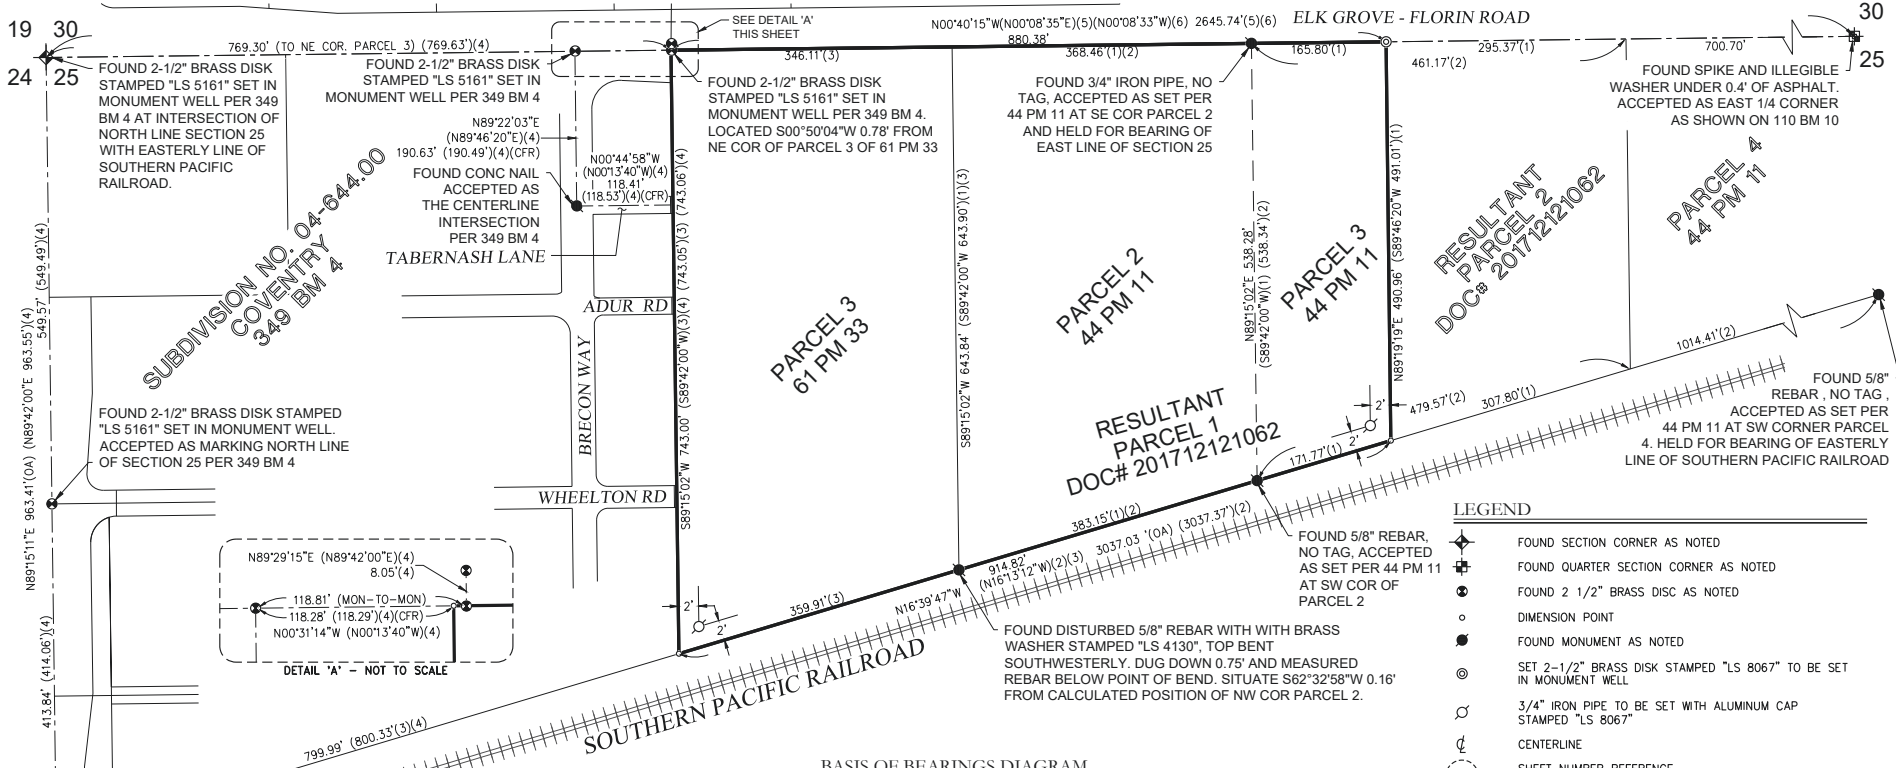 19 30
24 25
769.30' (TO NE COR. PARCEL 3) (769.63')(4)
SEE DETAIL 'A'
THIS SHEET
N00°40'15"W(N00°08'35"E)(5)(N00°08'33"W)(6) 2645.74'(5)(6)
ELK GROVE - FLORIN ROAD
880.38'
346.11'(3)
368.46'(1)(2)
165.80'(1)
295.37'(1)
461.17'(2)
700.70'
30
25
FOUND 2-1/2" BRASS DISK
STAMPED "LS 5161" SET IN
MONUMENT WELL PER 349
BM 4 AT INTERSECTION OF
NORTH LINE SECTION 25
WITH EASTERLY LINE OF
SOUTHERN PACIFIC
RAILROAD.
FOUND 2-1/2" BRASS DISK
STAMPED "LS 5161" SET IN
MONUMENT WELL PER 349 BM 4
FOUND 2-1/2" BRASS DISK
STAMPED "LS 5161" SET IN
MONUMENT WELL PER 349 BM 4.
LOCATED S00°50'04"W 0.78' FROM
NE COR OF PARCEL 3 OF 61 PM 33
FOUND 3/4" IRON PIPE, NO
TAG, ACCEPTED AS SET PER
44 PM 11 AT SE COR PARCEL 2
AND HELD FOR BEARING OF
EAST LINE OF SECTION 25
FOUND SPIKE AND ILLEGIBLE
WASHER UNDER 0.4' OF ASPHALT.
ACCEPTED AS EAST 1/4 CORNER
AS SHOWN ON 110 BM 10
N89°22'03"E
(N89°46'20"E)(4)
190.63' (190.49')(4)(CFR)
N00°44'58"W
(N00°13'40"W)(4)
118.41'
(118.53')(4)(CFR)
FOUND CONC NAIL
ACCEPTED AS
THE CENTERLINE
INTERSECTION
PER 349 BM 4
TABERNASH LANE
SUBDIVISION NO. 04-644.00
COVENTRY
349 BM 4
ADUR RD
BRECON WAY
WHEELTON RD
N89°15'11"E 963.41'(OA) (N89°42'00"E 963.55')(4)
549.57' (549.49')(4)
413.84' (414.06')(4)
S89°15'02"W 743.00' (S89°42'00"W)(3)(4) (743.05')(3) (743.06')(4)
PARCEL 3
61 PM 33
S89°15'02"W 643.84' (S89°42'00"W 643.90')(1)(3)
PARCEL 2
44 PM 11
N89°15'02"E 538.28'
(S89°42'00"W)(1) (538.34')(2)
PARCEL 3
44 PM 11
N89°19'19"E 490.96' (S89°46'20"W 491.01')(1)
RESULTANT
PARCEL 2
DOC# 201712121062
PARCEL 4
44 PM 11
RESULTANT
PARCEL 1
DOC# 201712121062
FOUND 2-1/2" BRASS DISK STAMPED
"LS 5161" SET IN MONUMENT WELL.
ACCEPTED AS MARKING NORTH LINE
OF SECTION 25 PER 349 BM 4
1014.41'(2)
479.57'(2)
307.80'(1)
2'
2'
171.77'(1)
383.15'(1)(2)
914.82'
3037.03 '(OA) (3037.37')(2)
(N16°13'12"W)(2)(3)
N16°39'47"W
359.91'(3)
2'
2'
799.99' (800.33')(3)(4)
SOUTHERN PACIFIC RAILROAD
FOUND 5/8"
REBAR , NO TAG ,
ACCEPTED AS SET PER
44 PM 11 AT SW CORNER PARCEL
4. HELD FOR BEARING OF EASTERLY
LINE OF SOUTHERN PACIFIC RAILROAD
FOUND 5/8" REBAR,
NO TAG, ACCEPTED
AS SET PER 44 PM 11
AT SW COR OF
PARCEL 2
FOUND DISTURBED 5/8" REBAR WITH WITH BRASS
WASHER STAMPED "LS 4130", TOP BENT
SOUTHWESTERLY. DUG DOWN 0.75' AND MEASURED
REBAR BELOW POINT OF BEND. SITUATE S62°32'58"W 0.16'
FROM CALCULATED POSITION OF NW COR PARCEL 2.
N89°29'15"E (N89°42'00"E)(4)
8.05'(4)
118.81' (MON-TO-MON)
118.28' (118.29')(4)(CFR)
N00°31'14"W (N00°13'40"W)(4)
DETAIL 'A' - NOT TO SCALE
LEGEND
FOUND SECTION CORNER AS NOTED
FOUND QUARTER SECTION CORNER AS NOTED
FOUND 2 1/2" BRASS DISC AS NOTED
DIMENSION POINT
FOUND MONUMENT AS NOTED
SET 2-1/2" BRASS DISK STAMPED "LS 8067" TO BE SET
IN MONUMENT WELL
3/4" IRON PIPE TO BE SET WITH ALUMINUM CAP
STAMPED "LS 8067"
CENTERLINE
SHEET NUMBER REFERENCE
BASIS OF BEARINGS DIAGRAM